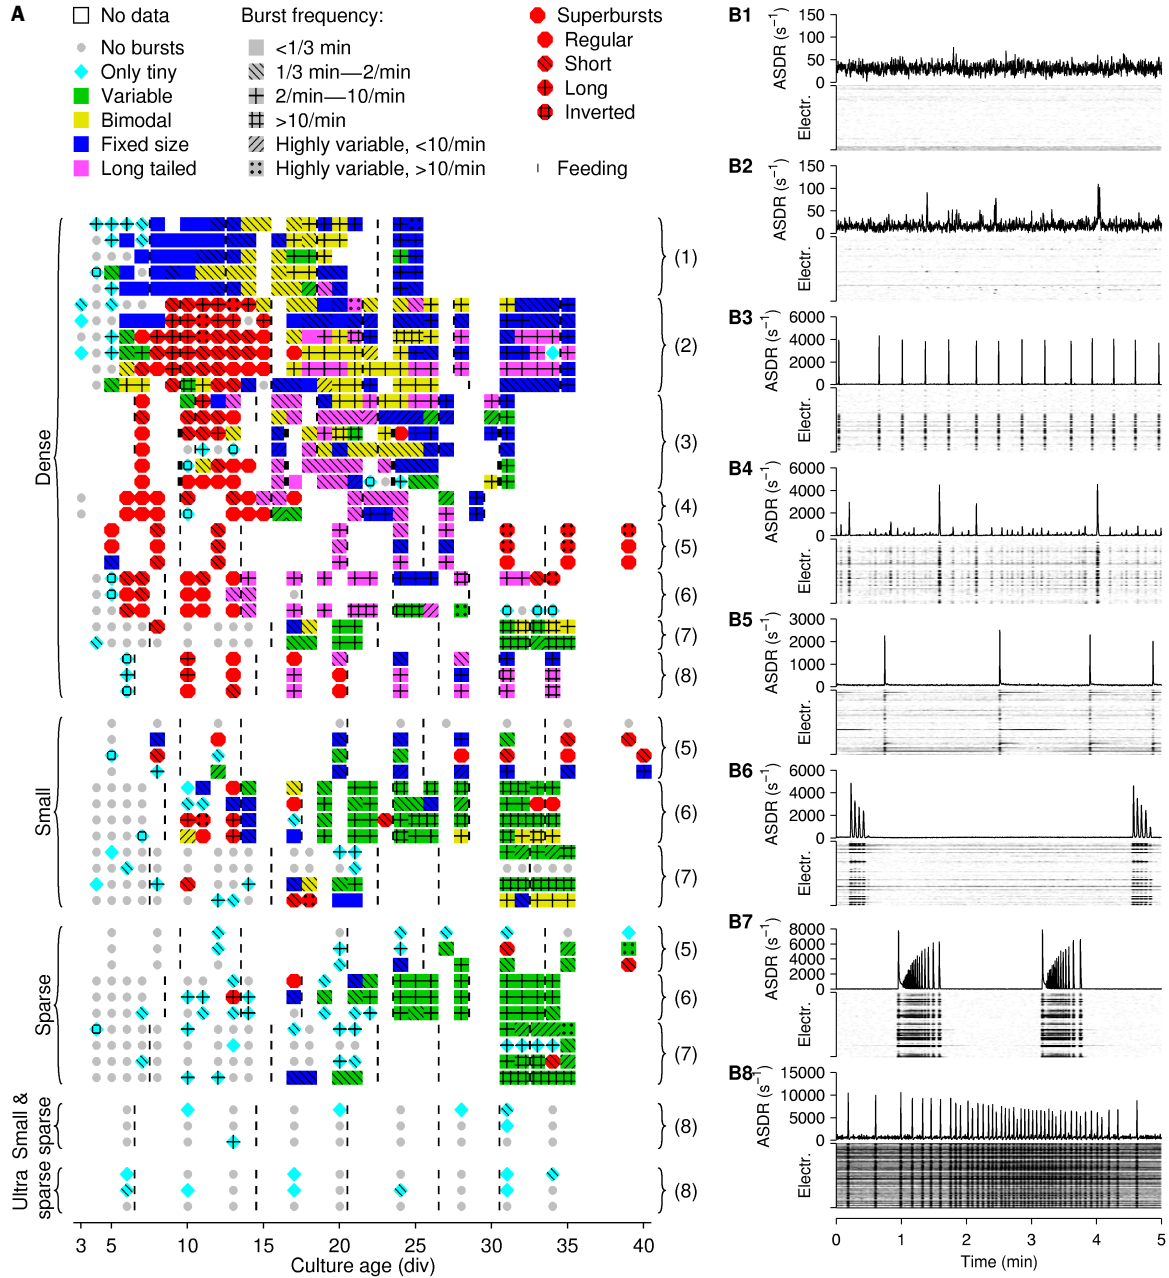 A
No data
No bursts
Only tiny
Variable
Bimodal
Fixed size
Long tailed
Burst frequency:
<1/3 min
1/3 min—2/min
2/min—10/min
>10/min
Highly variable, <10/min
Highly variable, >10/min
Superbursts
Regular
Short
Long
Inverted
Feeding
Dense
(1)
(2)
(3)
(4)
(5)
(6)
(7)
(8)
Small
(5)
(6)
(7)
Sparse
(5)
(6)
(7)
Small &
sparse
(8)
Ultra
sparse
(8)
3 5 10 15 20 25 30 35 40
Culture age (div)
B1
ASDR (s⁻¹)
150
100
50
0
Electr.
B2
ASDR (s⁻¹)
150
100
50
0
Electr.
B3
ASDR (s⁻¹)
6000
4000
2000
0
Electr.
B4
ASDR (s⁻¹)
6000
4000
2000
0
Electr.
B5
ASDR (s⁻¹)
3000
2000
1000
0
Electr.
B6
ASDR (s⁻¹)
6000
4000
2000
0
Electr.
B7
ASDR (s⁻¹)
8000
6000
4000
2000
0
Electr.
B8
ASDR (s⁻¹)
15000
10000
5000
0
Electr.
0 1 2 3 4 5
Time (min)